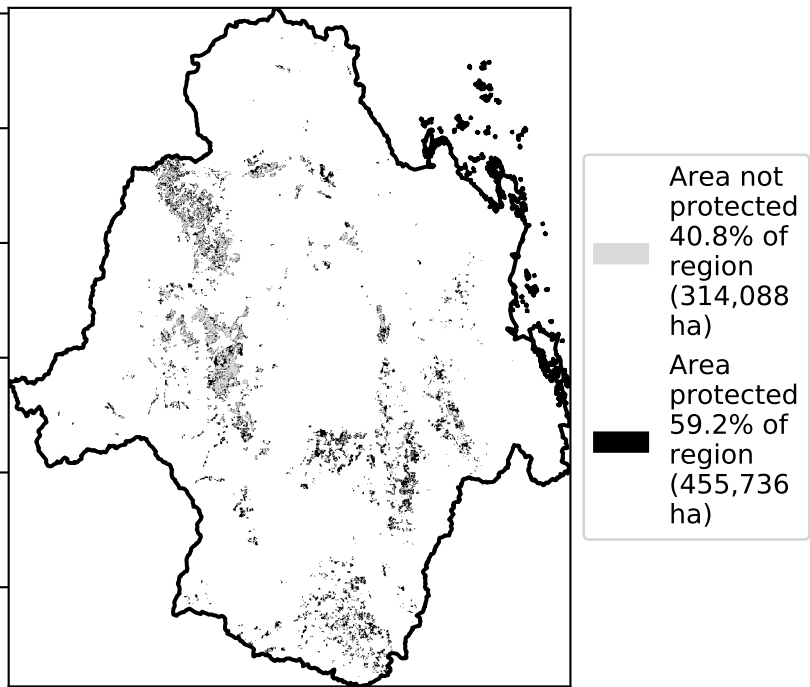 Area not
protected
40.8% of
region
(314,088
ha)
Area
protected
59.2% of
region
(455,736
ha)